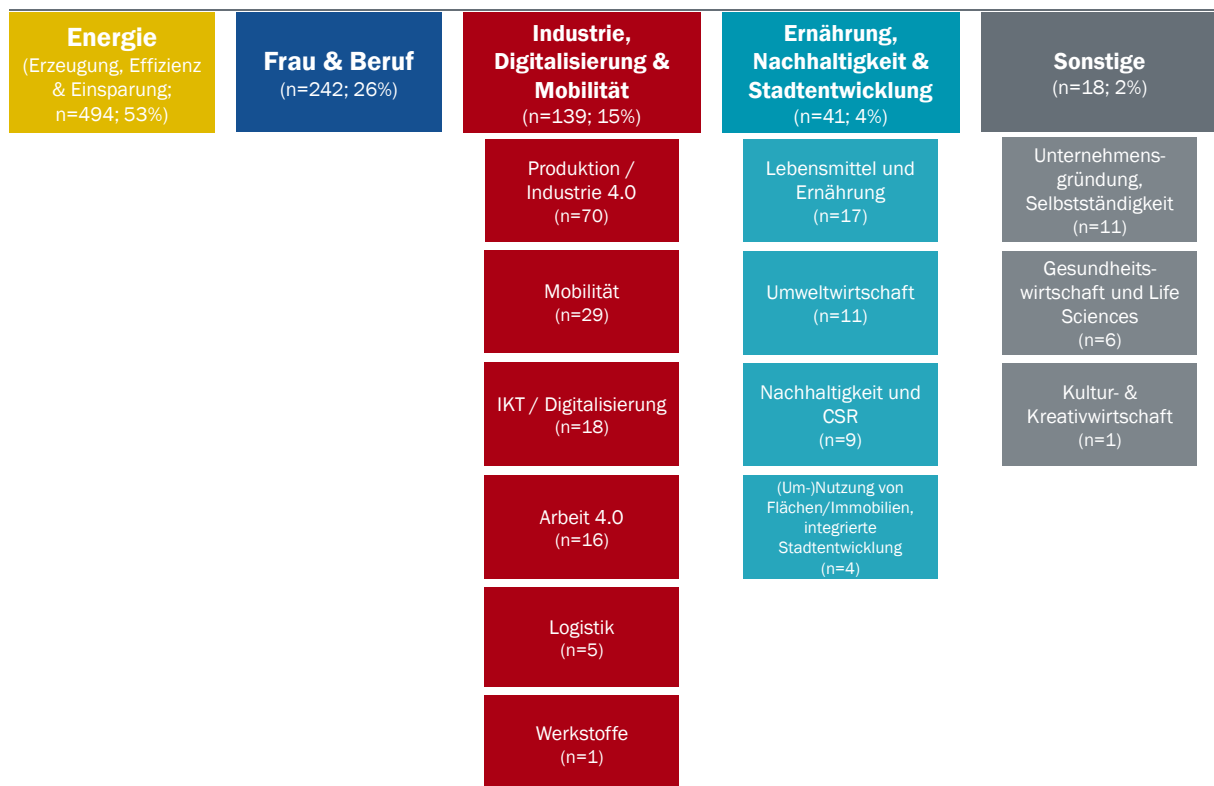 Energie
(Erzeugung, Effizienz
& Einsparung;
n=494; 53%)
Frau & Beruf
(n=242; 26%)
Industrie,
Digitalisierung &
Mobilität
(n=139; 15%)
Produktion /
Industrie 4.0
(n=70)
Mobilität
(n=29)
IKT / Digitalisierung
(n=18)
Arbeit 4.0
(n=16)
Logistik
(n=5)
Werkstoffe
(n=1)
Ernährung,
Nachhaltigkeit &
Stadtentwicklung
(n=41; 4%)
Lebensmittel und
Ernährung
(n=17)
Umweltwirtschaft
(n=11)
Nachhaltigkeit und
CSR
(n=9)
(Um-)Nutzung von
Flächen/Immobilien,
integrierte
Stadtentwicklung
(n=4)
Sonstige
(n=18; 2%)
Unternehmens-
gründung,
Selbstständigkeit
(n=11)
Gesundheits-
wirtschaft und Life
Sciences
(n=6)
Kultur- &
Kreativwirtschaft
(n=1)